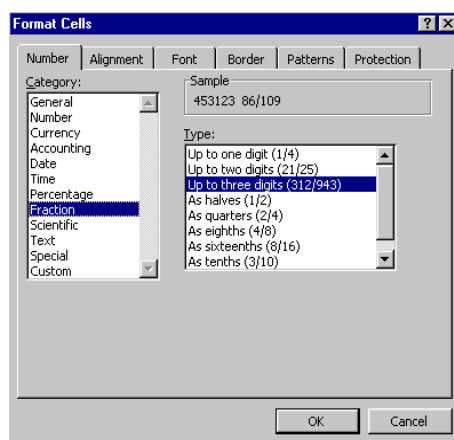 Format Cells
Number Alignment Font Border Patterns Protection
Category:
General
Number
Currency
Accounting
Date
Time
Percentage
Fraction
Scientific
Text
Special
Custom
Sample
453123 86/109
Type:
Up to one digit (1/4)
Up to two digits (21/25)
Up to three digits (312/943)
As halves (1/2)
As quarters (2/4)
As eighths (4/8)
As sixteenths (8/16)
As tenths (3/10)
OK Cancel